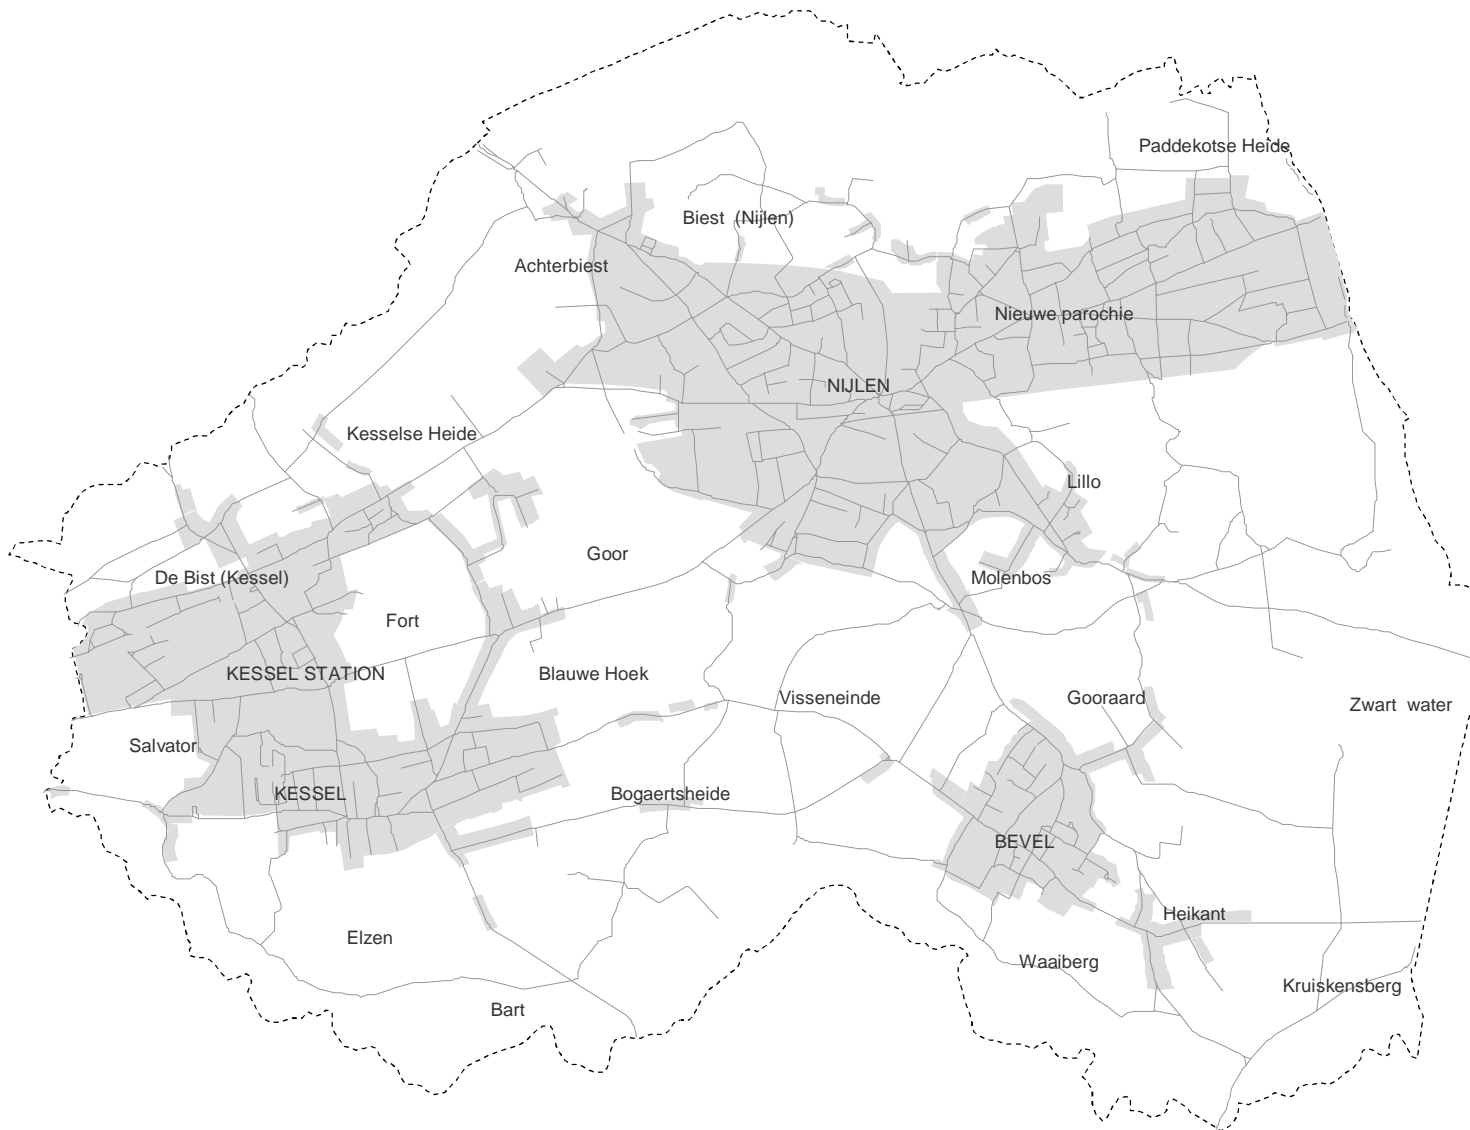 Paddekotse Heide
Biest (Nijlen)
Achterbiest
Nieuwe parochie
NIJLEN
Kesselse Heide
Lillo
Goor
De Bist (Kessel)
Molenbos
Fort
KESSEL STATION
Blauwe Hoek
Visseneinde
Gooraard
Zwart water
Salvator
KESSEL
Bogaertsheide
BEVEL
Heikant
Elzen
Waaiberg
Kruiskensberg
Bart